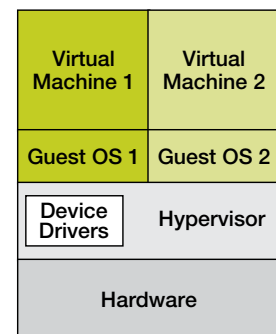 Virtual
Machine 1
Virtual
Machine 2
Guest OS 1
Guest OS 2
Device
Drivers
Hypervisor
Hardware